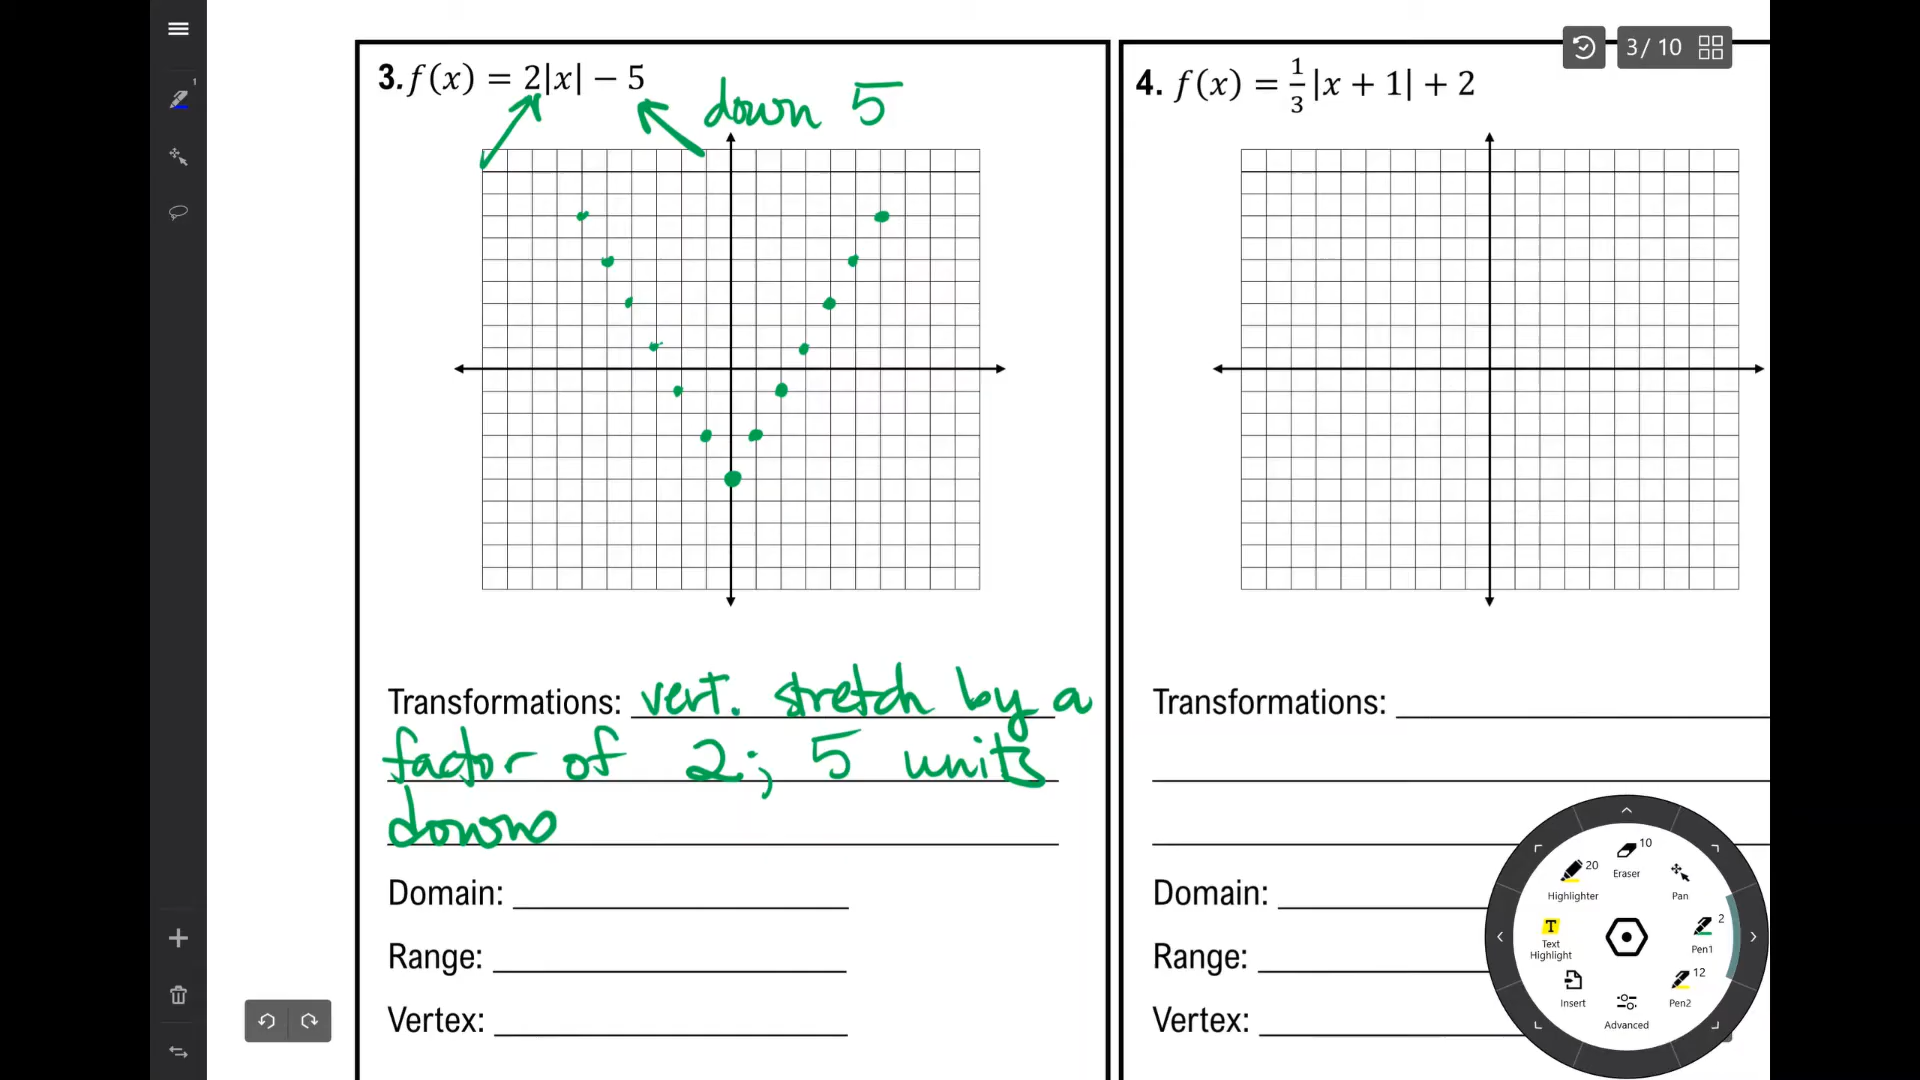 3/10
3. f(x) = 2|x| − 5
down 5
Transformations: vert. stretch by a
factor of 2; 5 units
down
Domain:
Range:
Vertex:
4. f(x) = 1/3|x + 1| + 2
Transformations:
Domain:
Range:
Vertex:
1
10
Eraser
20
Highlighter
Pan
2
Pen1
T
Text
Highlight
12
Pen2
Insert
Advanced